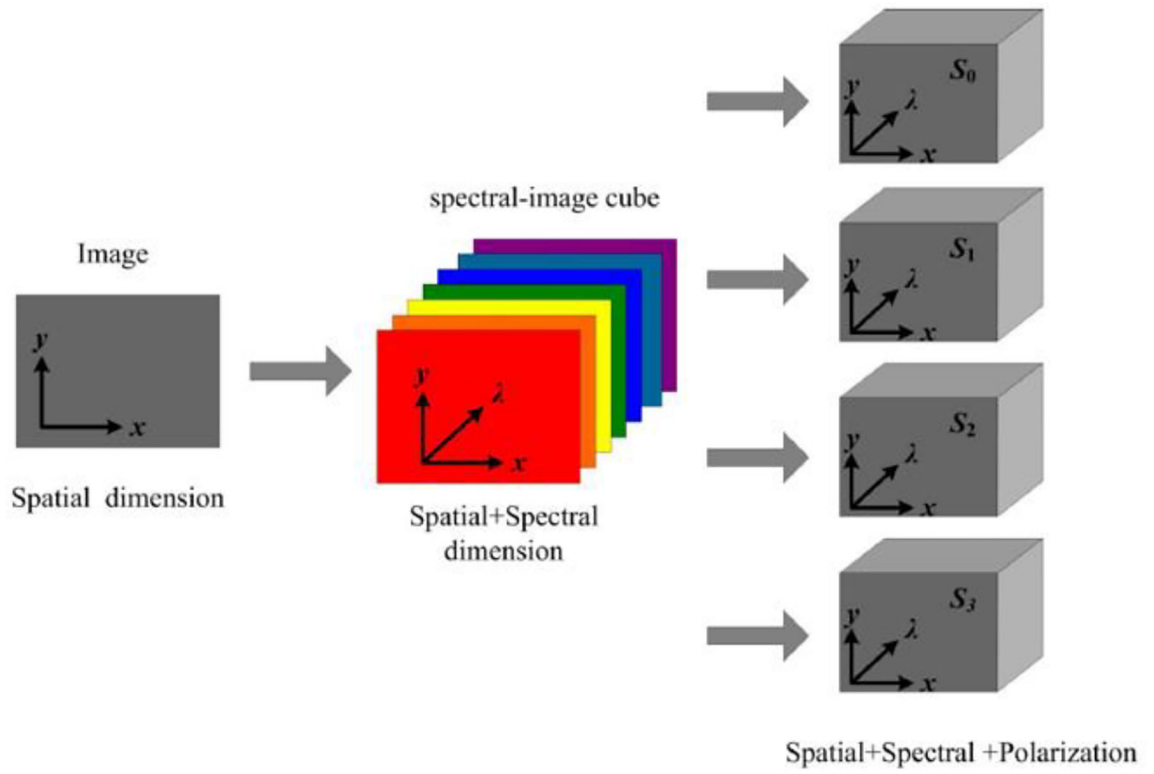 Image
y
x
Spatial dimension
spectral-image cube
y
λ
x
Spatial+Spectral
dimension
S0
y
λ
x
S1
y
λ
x
S2
y
λ
x
S3
y
λ
x
Spatial+Spectral +Polarization